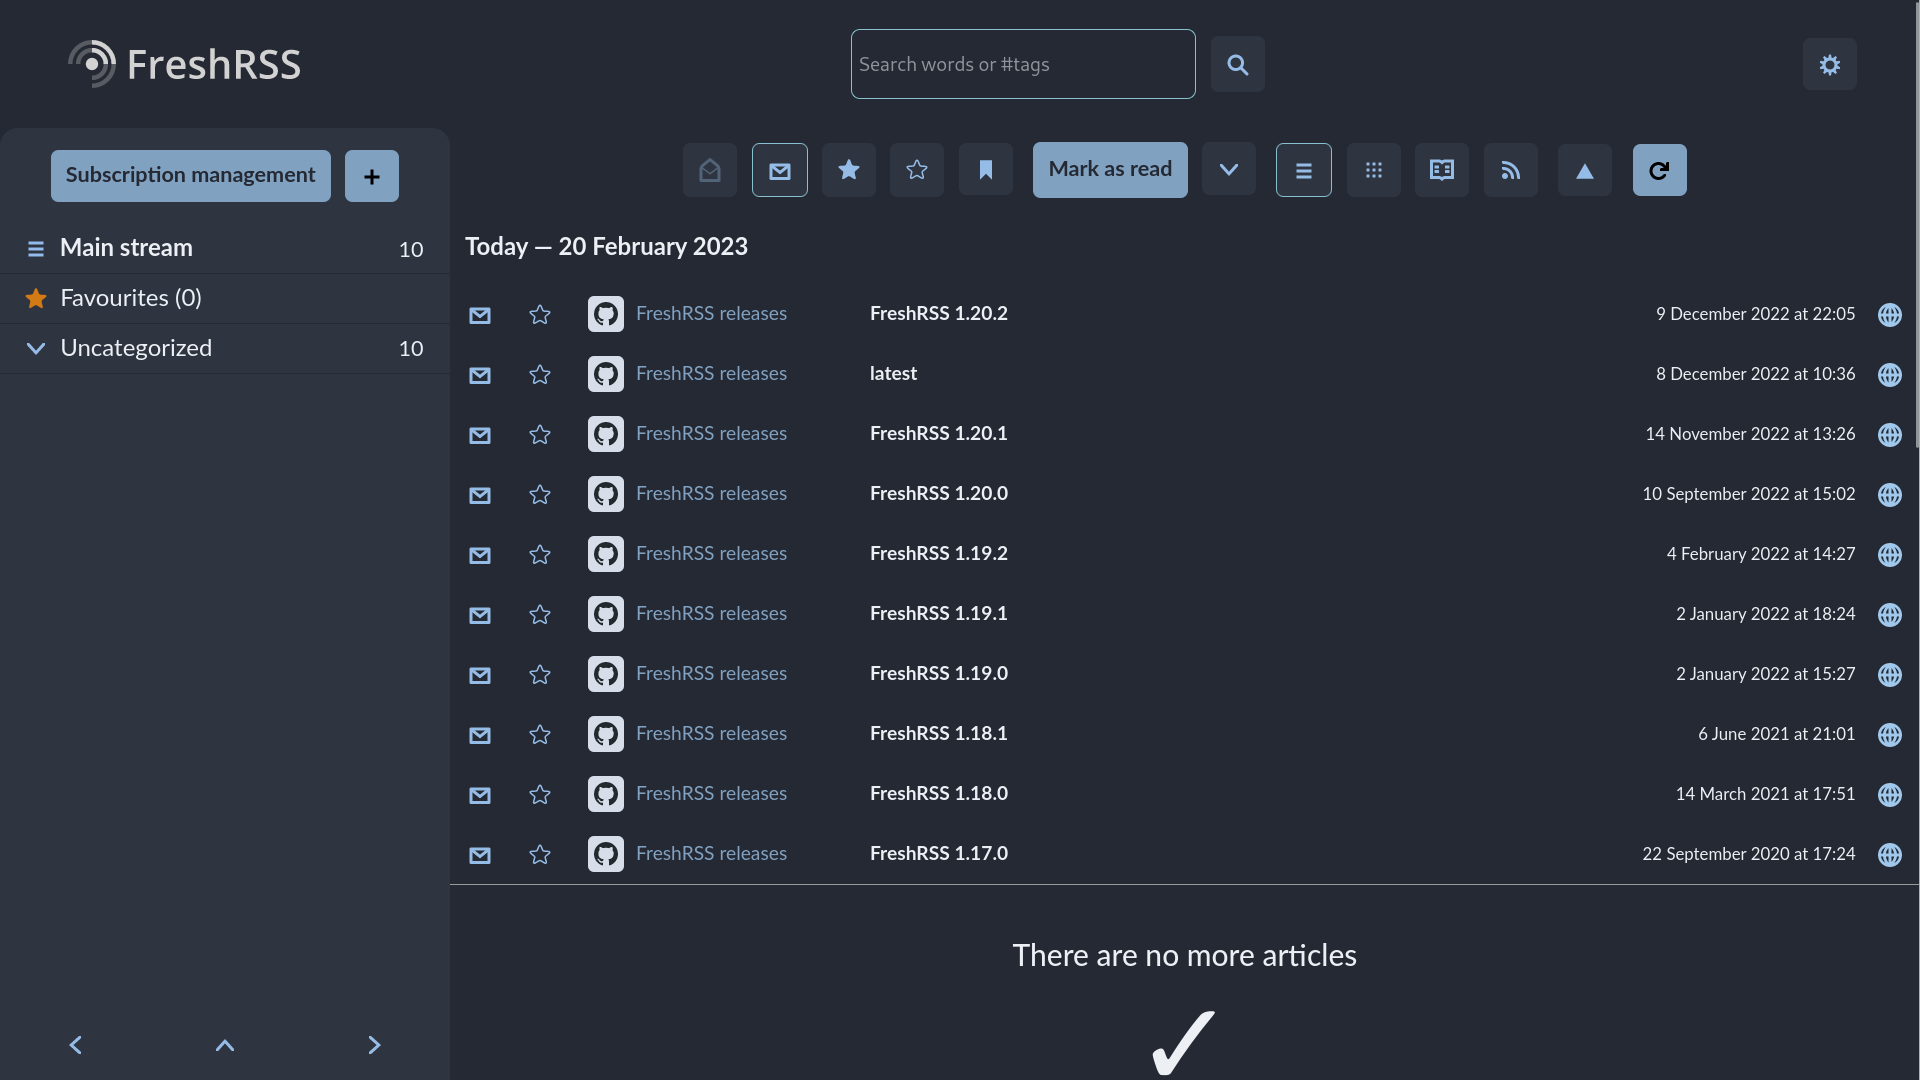 FreshRSS
Search words or #tags
Subscription management
Mark as read
Main stream 10
Favourites (0)
Uncategorized 10
Today — 20 February 2023
FreshRSS releases FreshRSS 1.20.2 9 December 2022 at 22:05
FreshRSS releases latest 8 December 2022 at 10:36
FreshRSS releases FreshRSS 1.20.1 14 November 2022 at 13:26
FreshRSS releases FreshRSS 1.20.0 10 September 2022 at 15:02
FreshRSS releases FreshRSS 1.19.2 4 February 2022 at 14:27
FreshRSS releases FreshRSS 1.19.1 2 January 2022 at 18:24
FreshRSS releases FreshRSS 1.19.0 2 January 2022 at 15:27
FreshRSS releases FreshRSS 1.18.1 6 June 2021 at 21:01
FreshRSS releases FreshRSS 1.18.0 14 March 2021 at 17:51
FreshRSS releases FreshRSS 1.17.0 22 September 2020 at 17:24
There are no more articles